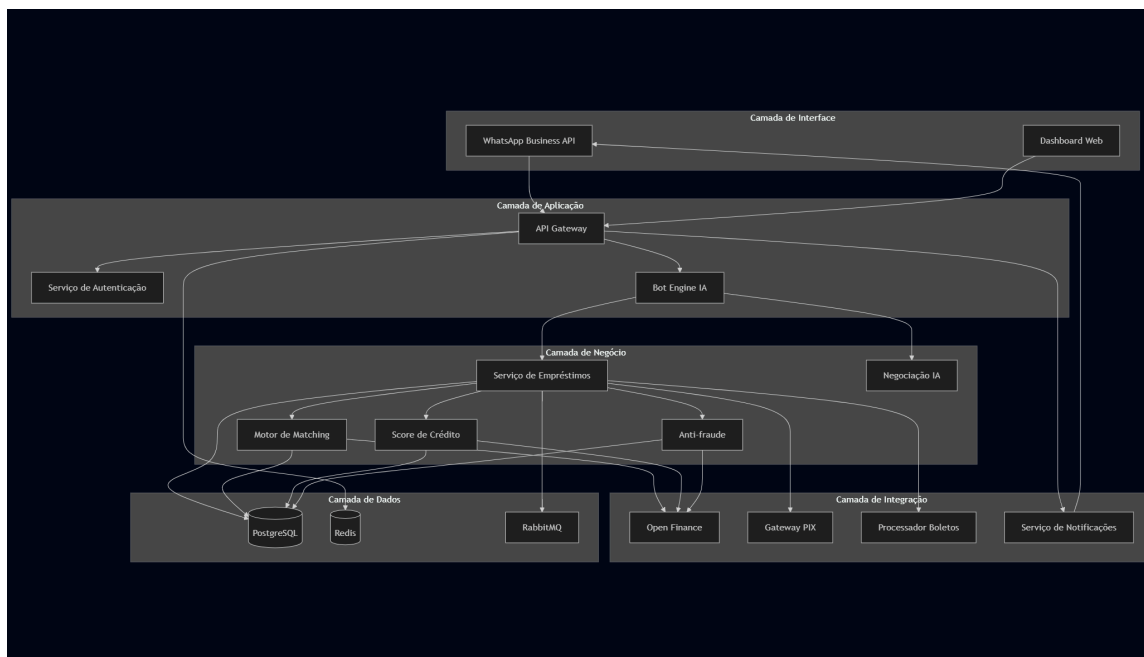 Camada de Interface
WhatsApp Business API
Dashboard Web
Camada de Aplicação
API Gateway
Serviço de Autenticação
Bot Engine IA
Camada de Negócio
Serviço de Empréstimos
Negociação IA
Motor de Matching
Score de Crédito
Anti-fraude
Camada de Dados
PostgreSQL
Redis
RabbitMQ
Camada de Integração
Open Finance
Gateway PIX
Processador Boletos
Serviço de Notificações